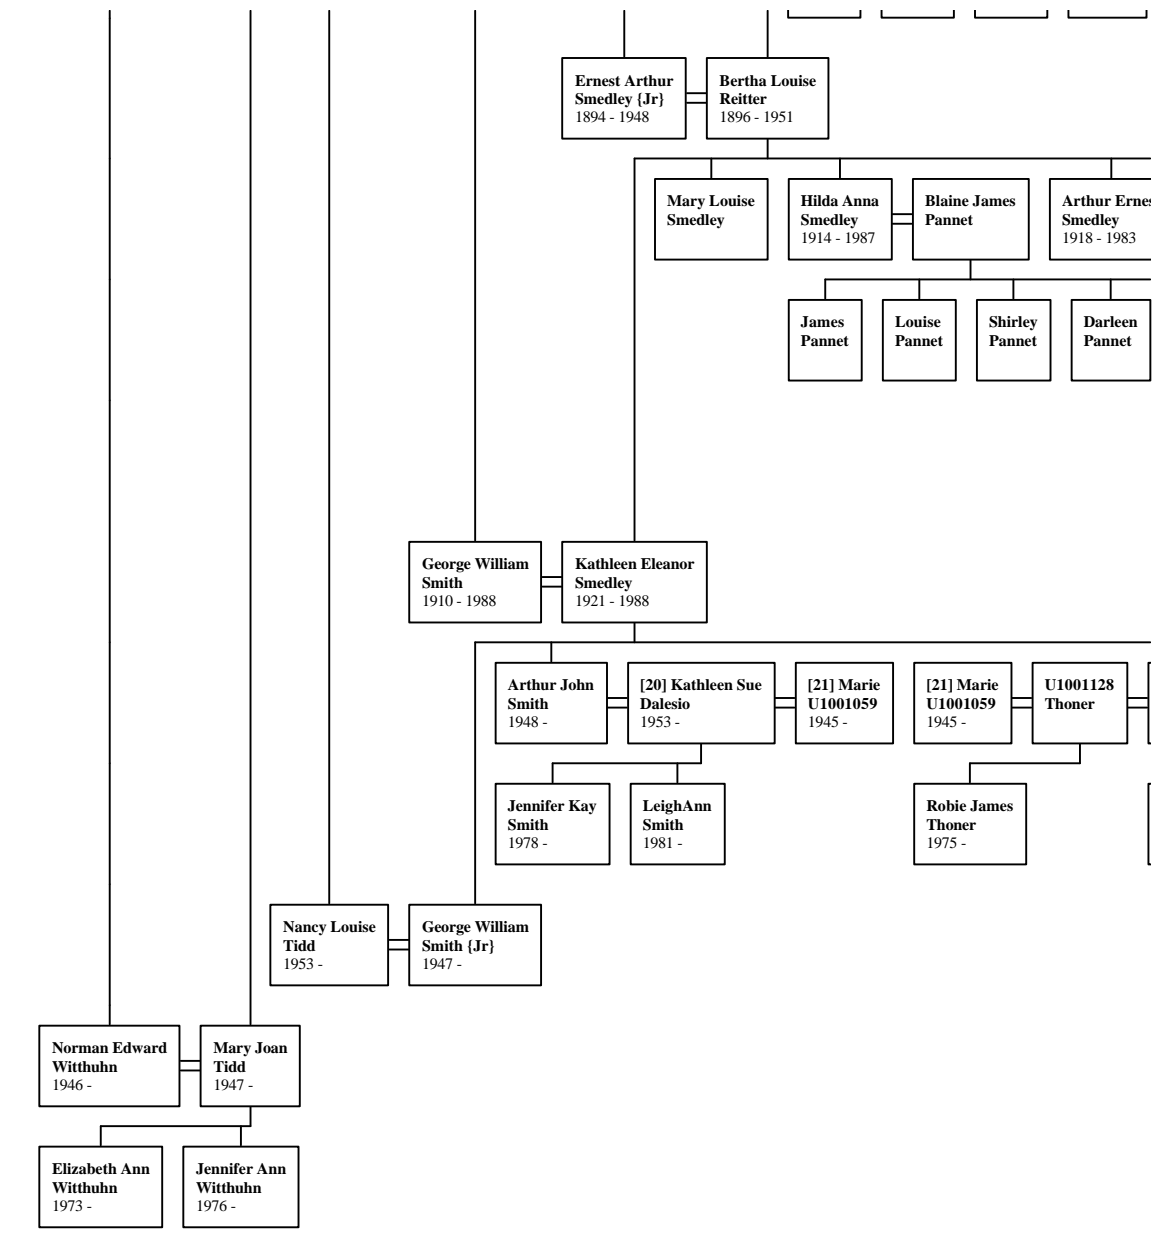 Ernest Arthur
Smedley {Jr}
1894 - 1948
Bertha Louise
Reitter
1896 - 1951
Mary Louise
Smedley
Hilda Anna
Smedley
1914 - 1987
Blaine James
Pannet
Arthur Ernes
Smedley
1918 - 1983
James
Pannet
Louise
Pannet
Shirley
Pannet
Darleen
Pannet
George William
Smith
1910 - 1988
Kathleen Eleanor
Smedley
1921 - 1988
Arthur John
Smith
1948 -
[20] Kathleen Sue
Dalesio
1953 -
[21] Marie
U1001059
1945 -
[21] Marie
U1001059
1945 -
U1001128
Thoner
Jennifer Kay
Smith
1978 -
LeighAnn
Smith
1981 -
Robie James
Thoner
1975 -
Nancy Louise
Tidd
1953 -
George William
Smith {Jr}
1947 -
Norman Edward
Witthuhn
1946 -
Mary Joan
Tidd
1947 -
Elizabeth Ann
Witthuhn
1973 -
Jennifer Ann
Witthuhn
1976 -